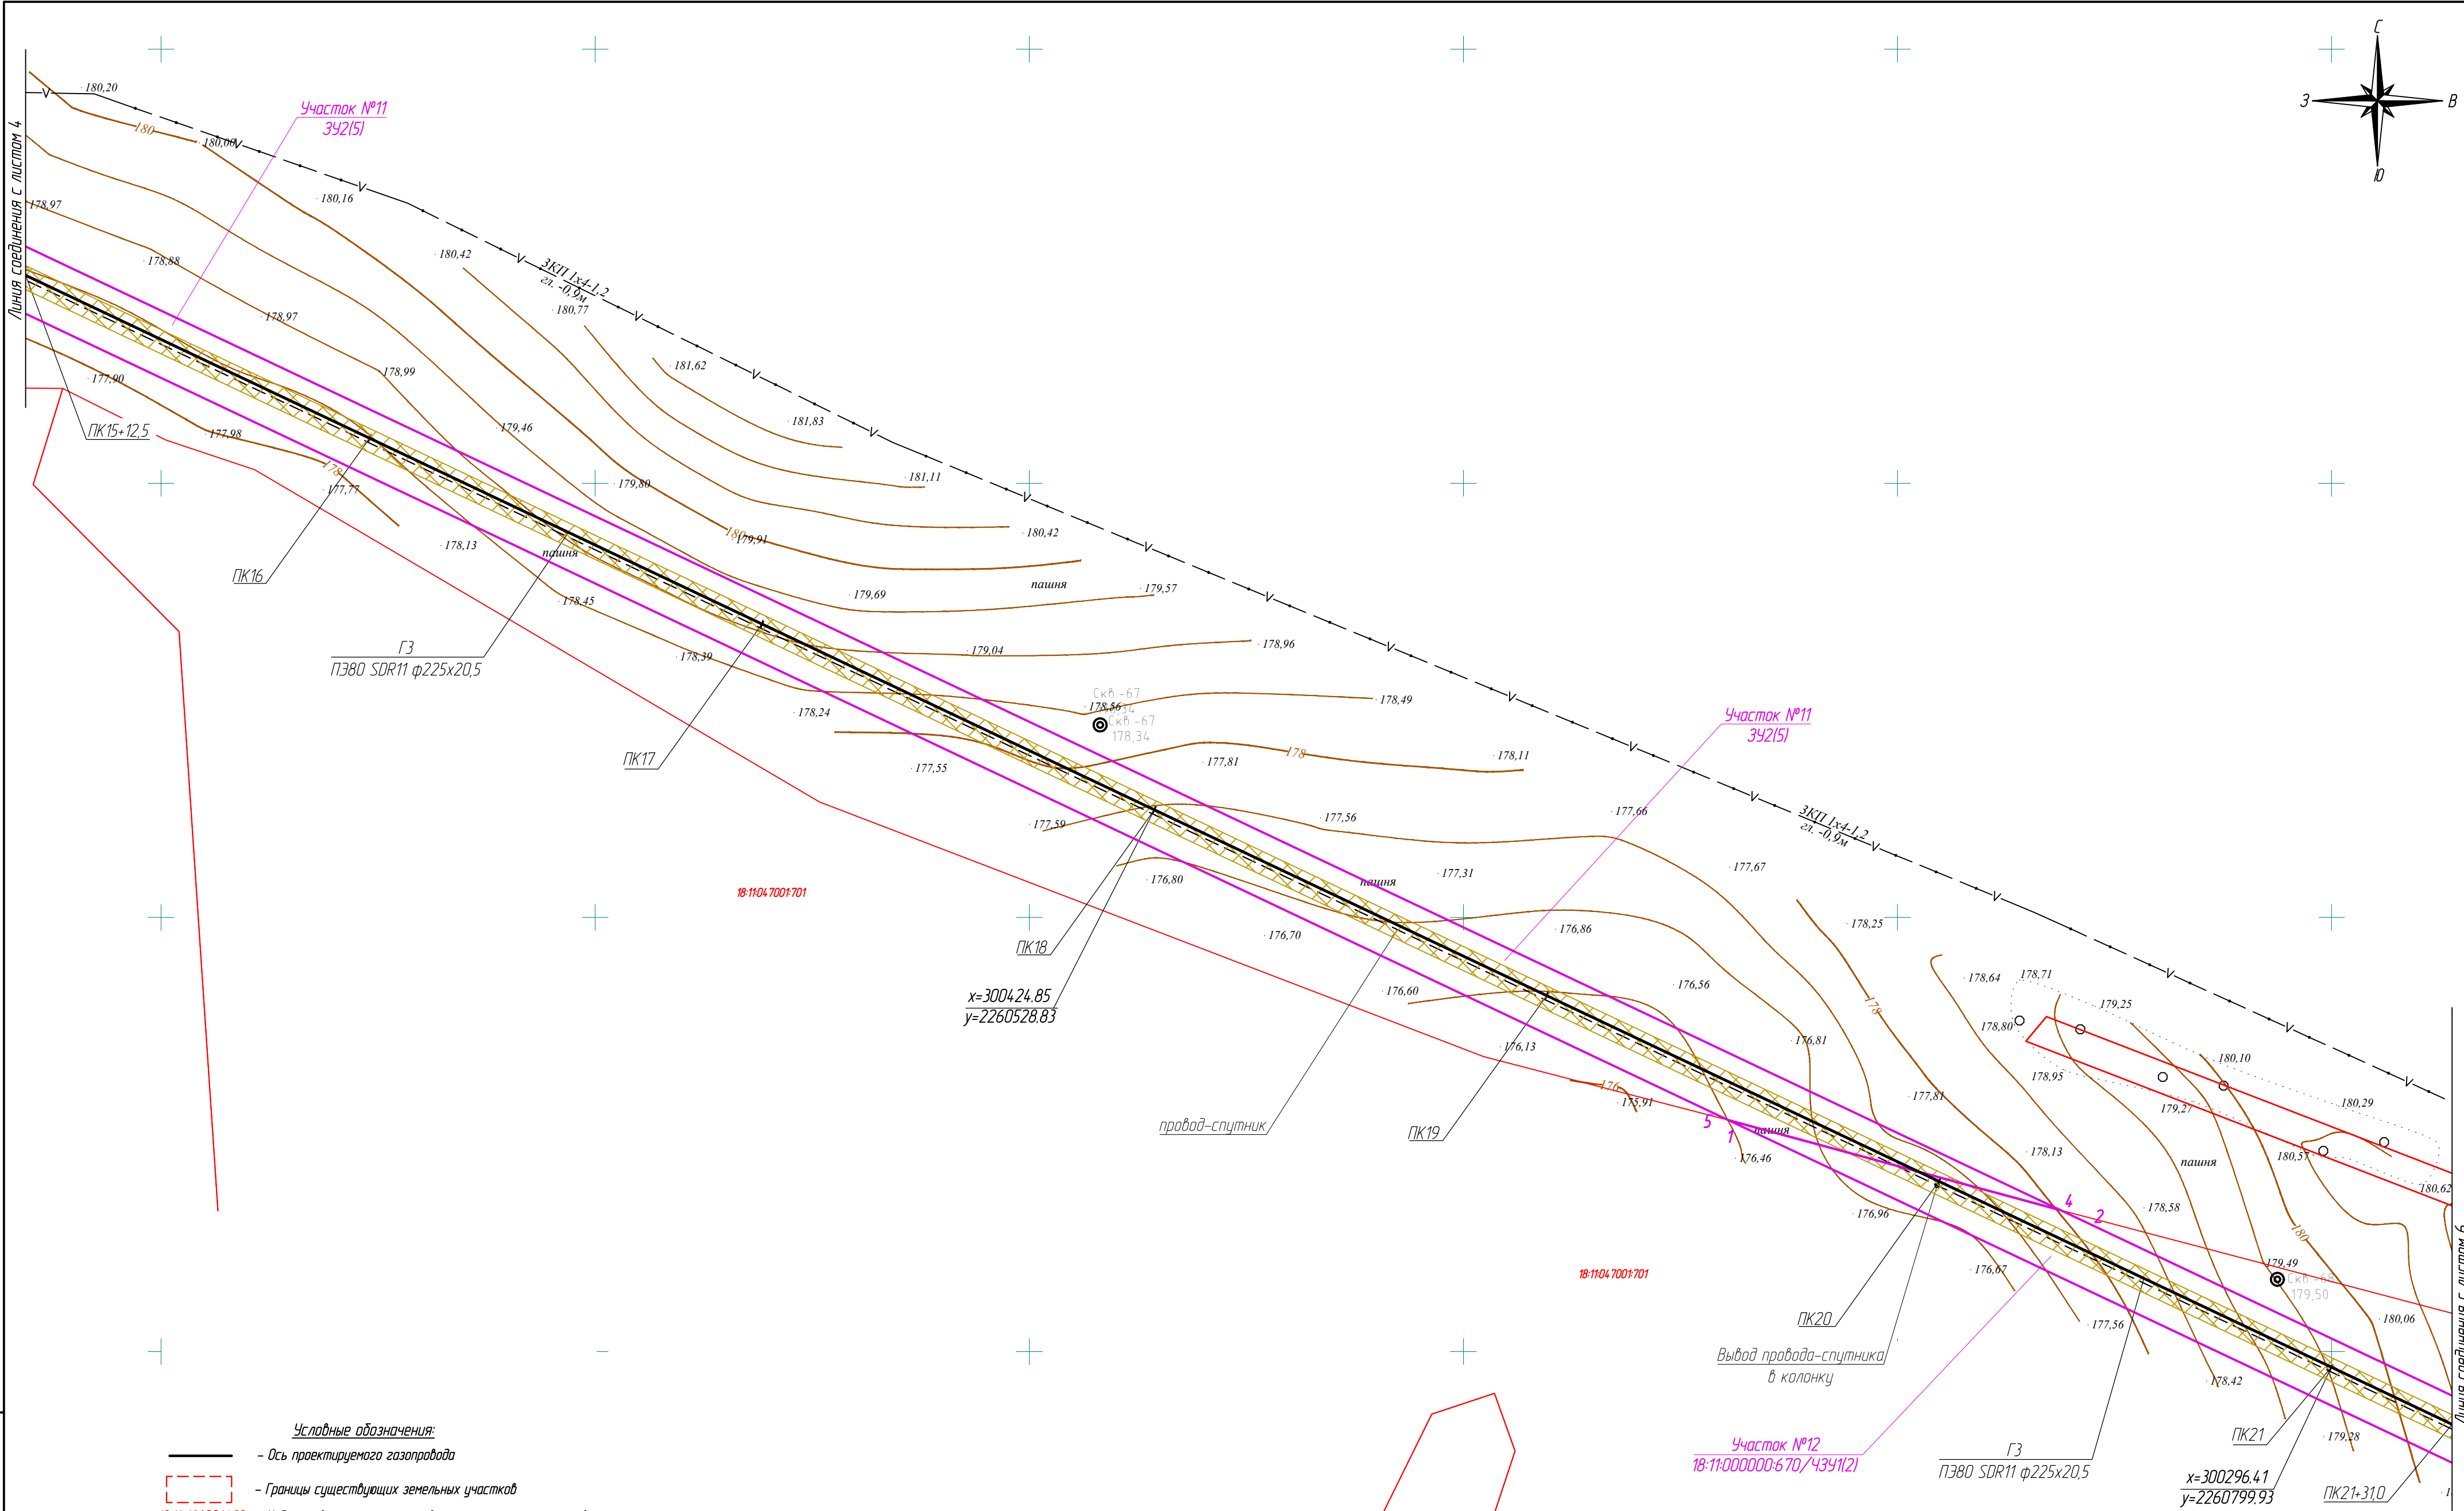 С
З
В
Ю
Линия соединения с листом 4
180,20
180
180,00
V
Участок №11
ЗУ2(5)
180,16
178,97
178,88
180,42
ЗКП 1х4-1,2
гл. -0,9м
180,77
178,97
181,62
178,99
177,90
181,83
ПК15+12,5
177,98
179,46
178
177,77
179,80
181,11
180
179,91
180,42
178,13
пашня
ПК16
пашня
179,57
178,45
179,69
Г3
ПЭ80 SDR11 ф225х20,5
178,39
179,04
178,96
Скв.-67
178,56
178,49
Скв.-67
178,34
178,24
Участок №11
ЗУ2(5)
ПК17
177,55
177,81
178
178,11
177,59
177,56
177,66
ЗКП 1х4-1,2
гл. -0,9м
18:11:047001:701
176,80
пашня
177,31
177,67
ПК18
176,70
176,86
178,25
х=300424.85
у=2260528.83
176,60
176,56
178
178,64
178,71
179,25
178,80
176,13
176,81
180,10
178,95
176
175,91
177,81
179,27
180,29
провод-спутник
ПК19
5
1
пашня
176,46
178,13
пашня
180,57
180,62
4
2
176,96
178,58
180
18:11:047001:701
176,67
179,49
Скв.-68
179,50
ПК20
177,56
180,06
Вывод провода-спутника
в колонку
178,42
Линия соединения с листом 6
Участок №12
18:11:000000:670/ЧЗУ1(2)
Г3
ПЭ80 SDR11 ф225х20,5
ПК21
179,28
х=300296.41
у=2260799.93
ПК21+31,0
Условные обозначения:
- Ось проектируемого газопровода
- Границы существующих земельных участков